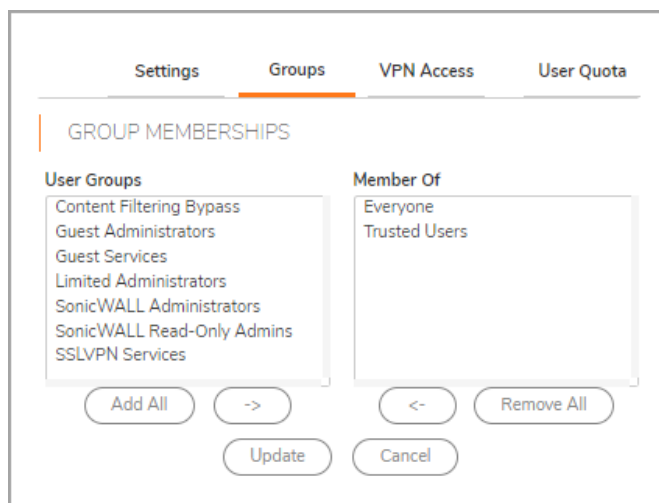 Settings Groups VPN Access User Quota
GROUP MEMBERSHIPS
User Groups
Content Filtering Bypass
Guest Administrators
Guest Services
Limited Administrators
SonicWALL Administrators
SonicWALL Read-Only Admins
SSLVPN Services
Add All ->
Member Of
Everyone
Trusted Users
<- Remove All
Update Cancel